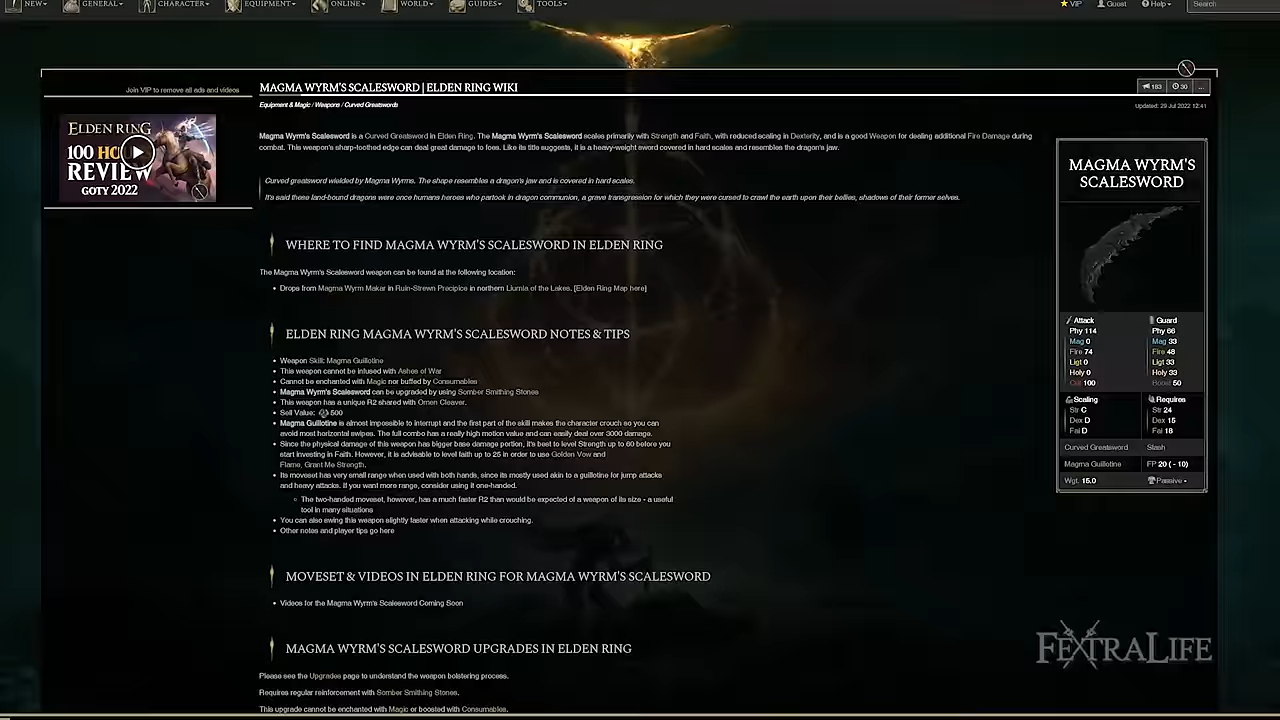 NEW
GENERAL
CHARACTER
EQUIPMENT
ONLINE
WORLD
GUIDES
TOOLS
VIP
Guest
Help
Search
Join VIP to remove all ads and videos
ELDEN RING
100 HO
REVIEW
GOTY 2022
MAGMA WYRM'S SCALESWORD | ELDEN RING WIKI
183
30
...
Equipment & Magic / Weapons / Curved Greatswords
Updated: 29 Jul 2022 12:41
Magma Wyrm's Scalesword is a Curved Greatsword in Elden Ring. The Magma Wyrm's Scalesword scales primarily with Strength and Faith, with reduced scaling in Dexterity, and is a good Weapon for dealing additional Fire Damage during
combat. This weapon's sharp-toothed edge can deal great damage to foes. Like its title suggests, it is a heavy-weight sword covered in hard scales and resembles the dragon's jaw.
Curved greatsword wielded by Magma Wyrms. The shape resembles a dragon's jaw and is covered in hard scales.
It's said these land-bound dragons were once humans heroes who partook in dragon communion, a grave transgression for which they were cursed to crawl the earth upon their bellies, shadows of their former selves.
WHERE TO FIND MAGMA WYRM'S SCALESWORD IN ELDEN RING
The Magma Wyrm's Scalesword weapon can be found at the following location:
• Drops from Magma Wyrm Makar in Ruin-Strewn Precipice in northern Liurnia of the Lakes. [Elden Ring Map here]
ELDEN RING MAGMA WYRM'S SCALESWORD NOTES & TIPS
• Weapon Skill: Magma Guillotine
• This weapon cannot be infused with Ashes of War
• Cannot be enchanted with Magic nor buffed by Consumables
• Magma Wyrm's Scalesword can be upgraded by using Somber Smithing Stones
• This weapon has a unique R2 shared with Omen Cleaver.
• Sell Value: 500
• Magma Guillotine is almost impossible to interrupt and the first part of the skill makes the character crouch so you can
avoid most horizontal swipes. The full combo has a really high motion value and can easily deal over 3000 damage.
• Since the physical damage of this weapon has bigger base damage portion, it's best to level Strength up to 60 before you
start investing in Faith. However, it is advisable to level faith up to 25 in order to use Golden Vow and
Flame, Grant Me Strength.
• Its moveset has very small range when used with both hands, since its mostly used akin to a guillotine for jump attacks
and heavy attacks. If you want more range, consider using it one-handed.
◦ The two-handed moveset, however, has a much faster R2 than would be expected of a weapon of its size - a useful
tool in many situations
• You can also swing this weapon slightly faster when attacking while crouching.
• Other notes and player tips go here
MOVESET & VIDEOS IN ELDEN RING FOR MAGMA WYRM'S SCALESWORD
• Videos for the Magma Wyrm's Scalesword Coming Soon
MAGMA WYRM'S SCALESWORD UPGRADES IN ELDEN RING
Please see the Upgrades page to understand the weapon bolstering process.
Requires regular reinforcement with Somber Smithing Stones.
This upgrade cannot be enchanted with Magic or boosted with Consumables.
MAGMA WYRM'S
SCALESWORD
Attack Guard
Phy 114 Phy 66
Mag 0 Mag 33
Fire 74 Fire 48
Ligt 0 Ligt 33
Holy 0 Holy 33
Crit 100 Boost 50
Scaling Requires
Str C Str 24
Dex D Dex 15
Fai D Fai 18
Curved Greatsword Slash
Magma Guillotine FP 20 ( - 10)
Wgt. 15.0 Passive -
FEXTRALIFE